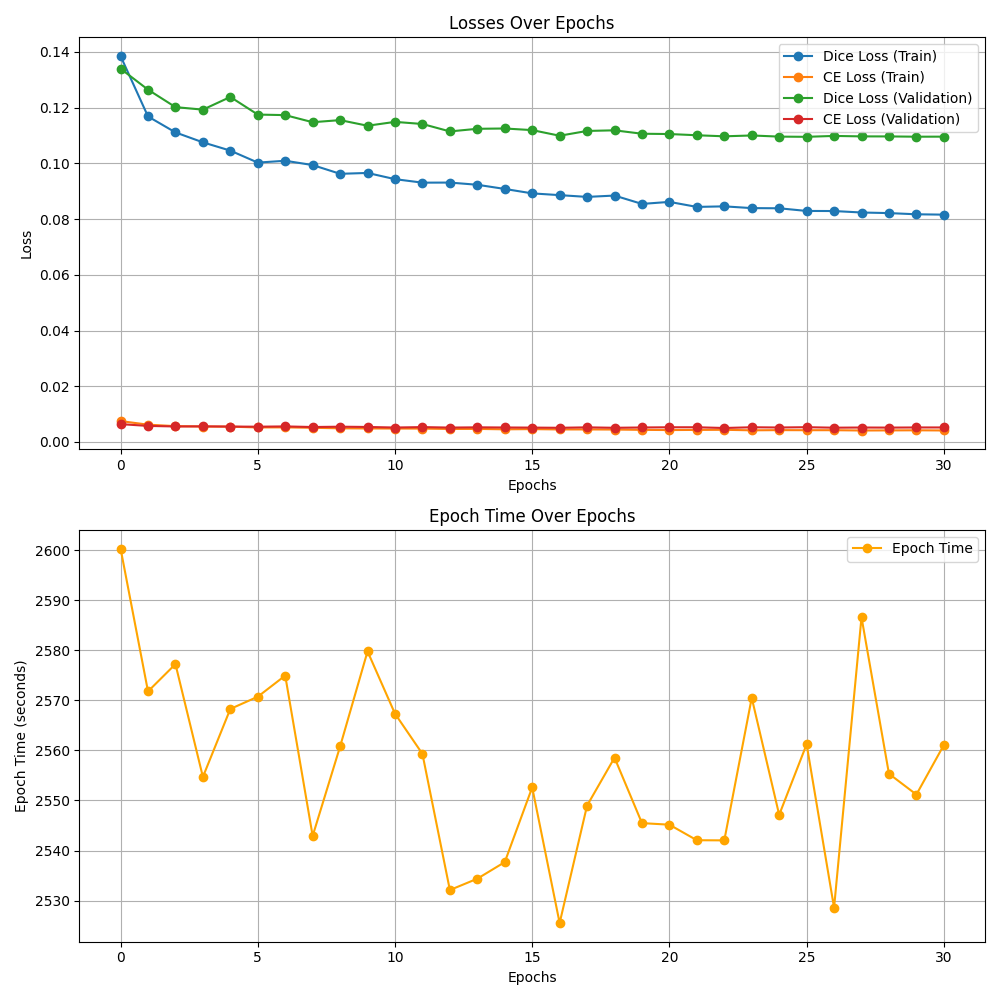 Losses Over Epochs
0.14
0.12
0.10
0.08
0.06
0.04
0.02
0.00
Loss
Dice Loss (Train)
CE Loss (Train)
Dice Loss (Validation)
CE Loss (Validation)
0 5 10 15 20 25 30
Epochs
Epoch Time Over Epochs
2600
2590
2580
2570
2560
2550
2540
2530
Epoch Time (seconds)
Epoch Time
0 5 10 15 20 25 30
Epochs